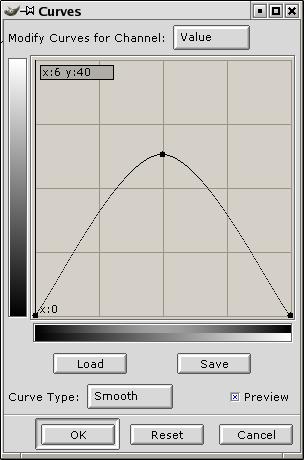 Curves
Modify Curves for Channel: Value
x:6 y:40
x:0
Load Save
Curve Type: Smooth
Preview
OK Reset Cancel